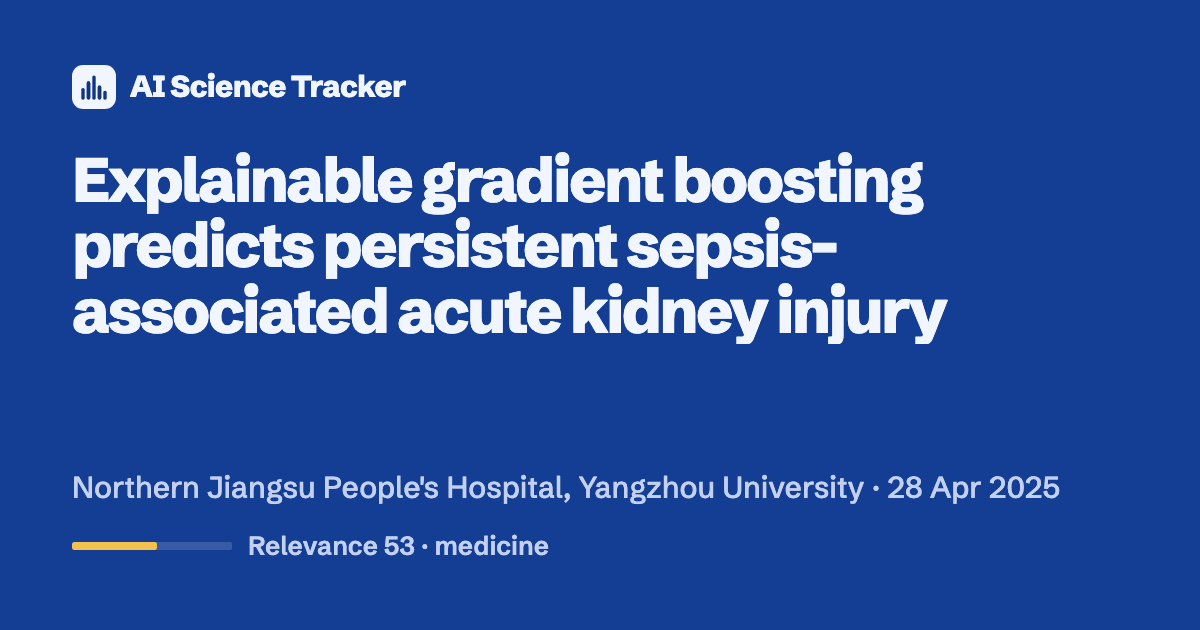 AI Science Tracker
Explainable gradient boosting
predicts persistent sepsis-
associated acute kidney injury
Northern Jiangsu People's Hospital, Yangzhou University · 28 Apr 2025
Relevance 53 · medicine